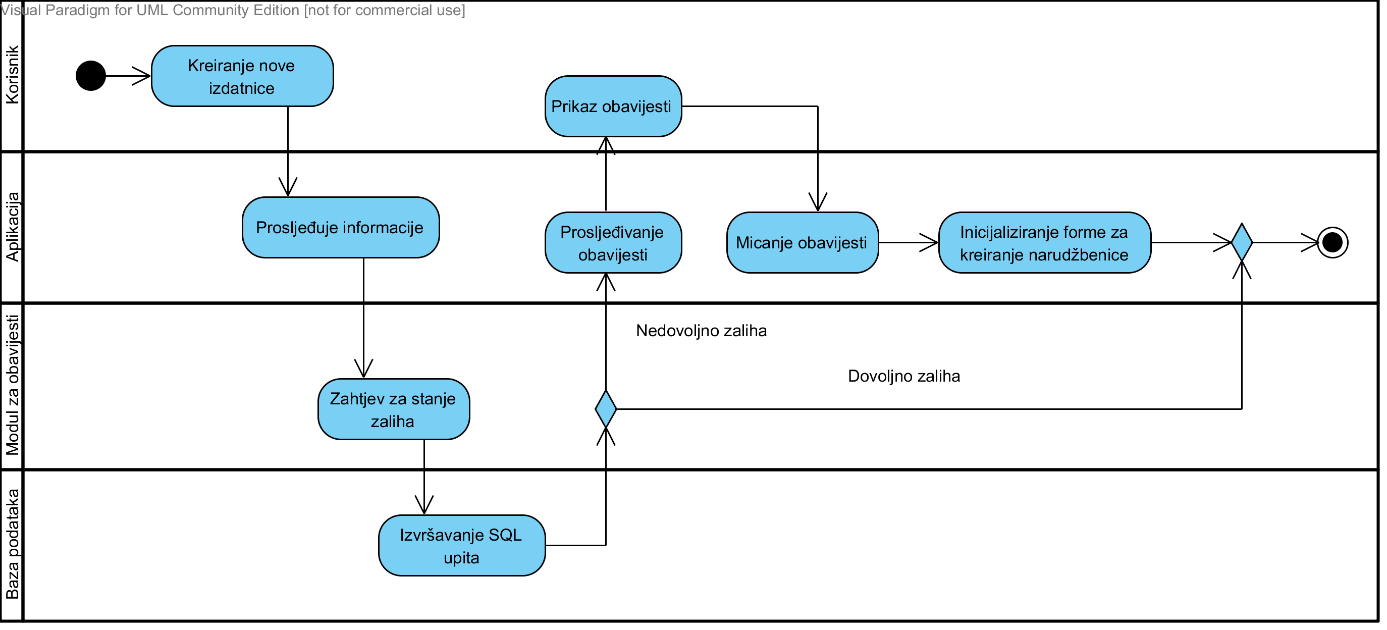 Visual Paradigm for UML Community Edition [not for commercial use]
Korisnik
Kreiranje nove
izdatnice
Prikaz obavijesti
Aplikacija
Prosljeđuje informacije
Prosljeđivanje
obavijesti
Micanje obavijesti
Inicijaliziranje forme za
kreiranje narudžbenice
Modul za obavijesti
Nedovoljno zaliha
Dovoljno zaliha
Zahtjev za stanje
zaliha
Baza podataka
Izvršavanje SQL
upita